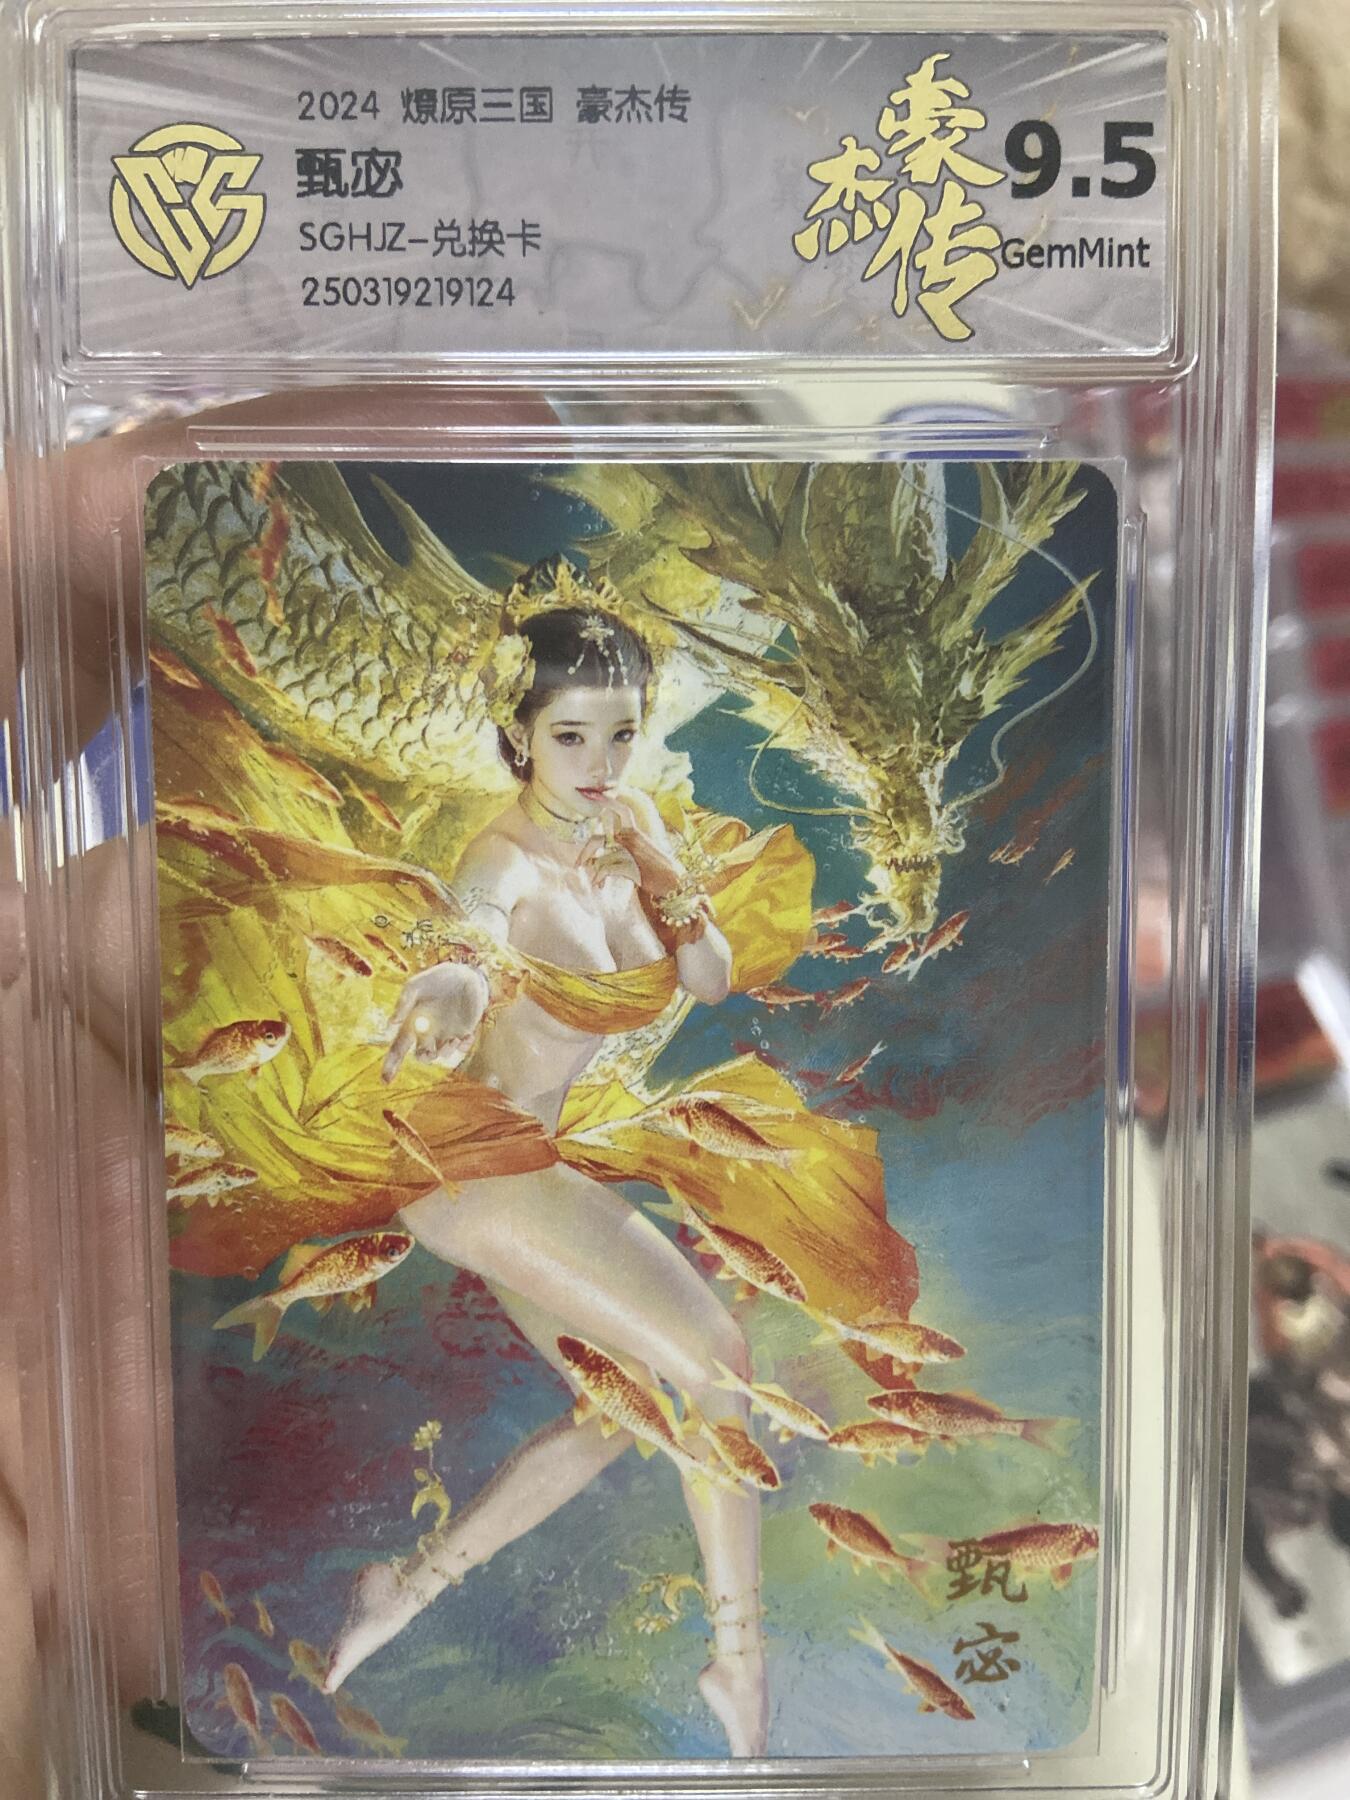 2024 燎原三国 豪杰传
甄宓
SGHJZ-兑换卡
250319219124
豪杰传
9.5
GemMint
甄宓